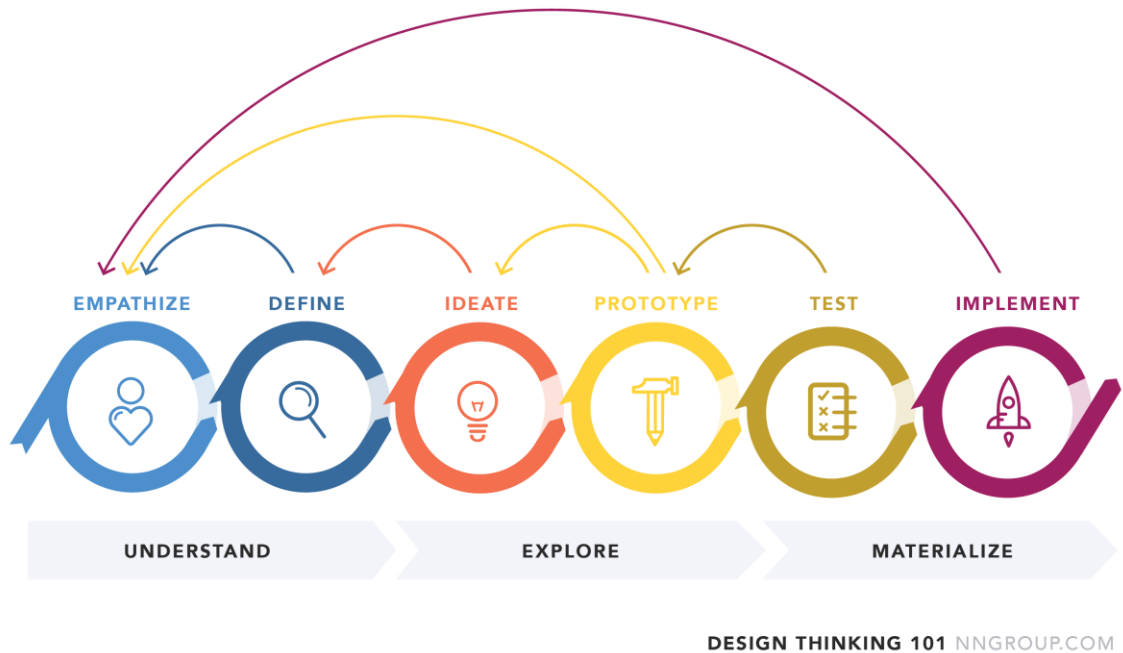 EMPATHIZE DEFINE IDEATE PROTOTYPE TEST IMPLEMENT
UNDERSTAND EXPLORE MATERIALIZE
DESIGN THINKING 101 NNGROUP.COM